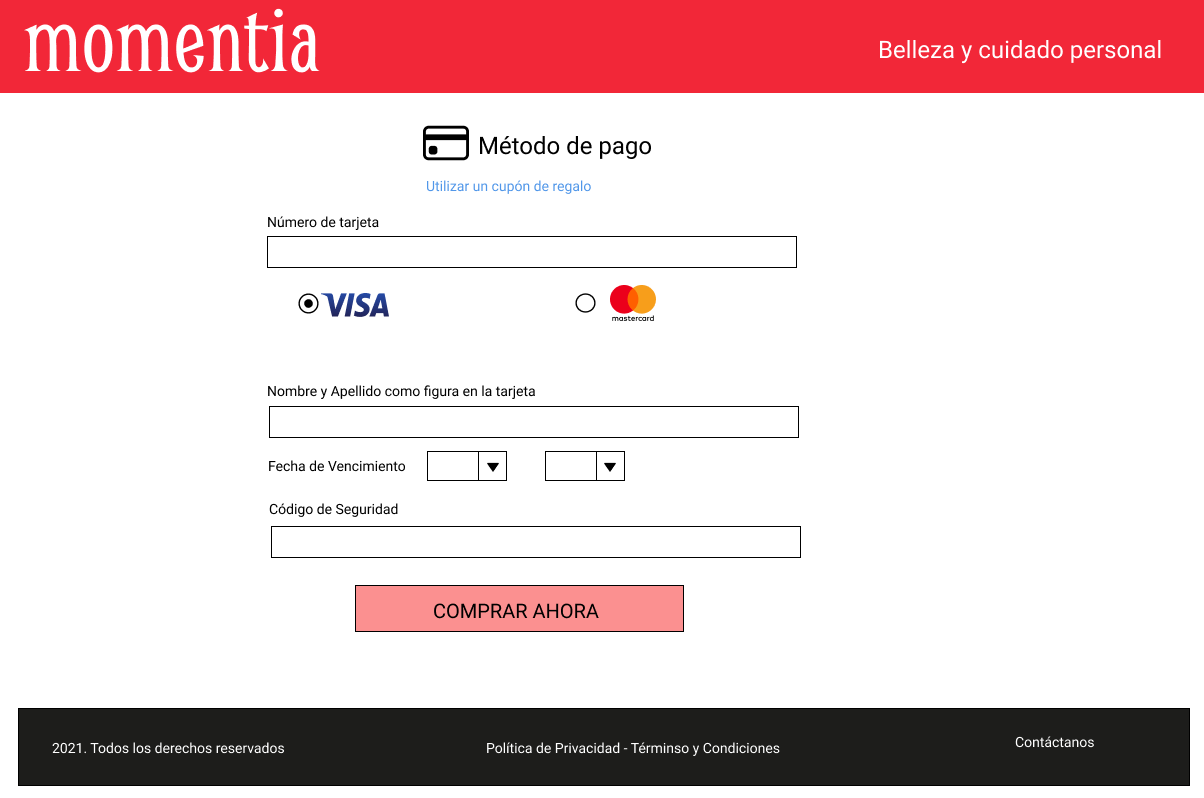 momentia
Belleza y cuidado personal
Método de pago
Utilizar un cupón de regalo
Número de tarjeta
VISA
mastercard
Nombre y Apellido como figura en la tarjeta
Fecha de Vencimiento
Código de Seguridad
COMPRAR AHORA
2021. Todos los derechos reservados
Política de Privacidad - Términso y Condiciones
Contáctanos